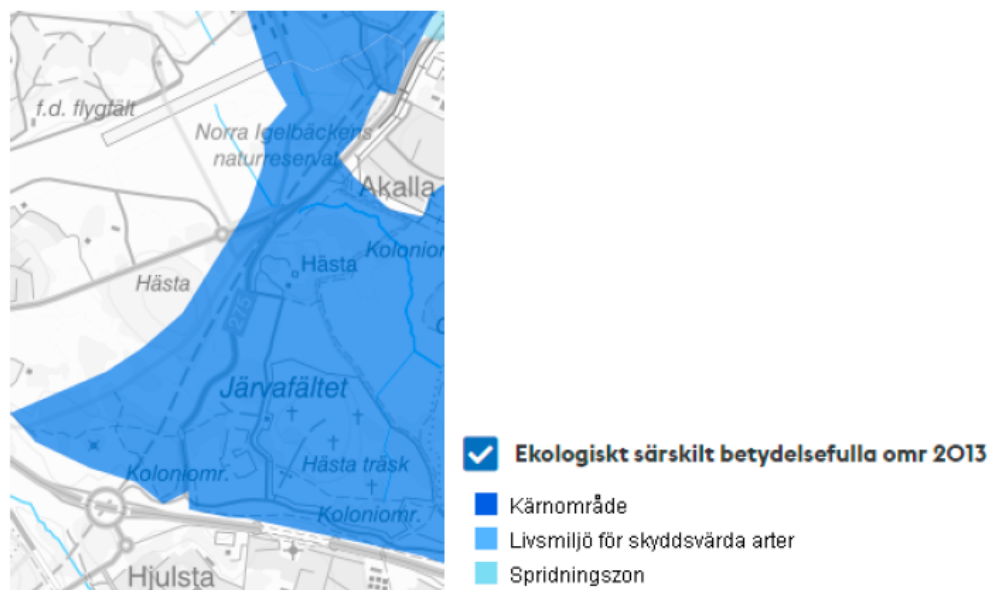 f.d. flygfält
Norra Igelbäckens
naturreservat
Akalla
Kolonior
Hästa
Hästa
275
Järvafältet
Hästa träsk
Koloniomr.
Koloniomr.
Hjulsta
Ekologiskt särskilt betydelsefulla omr 2013
Kärnområde
Livsmiljö för skyddsvärda arter
Spridningszon